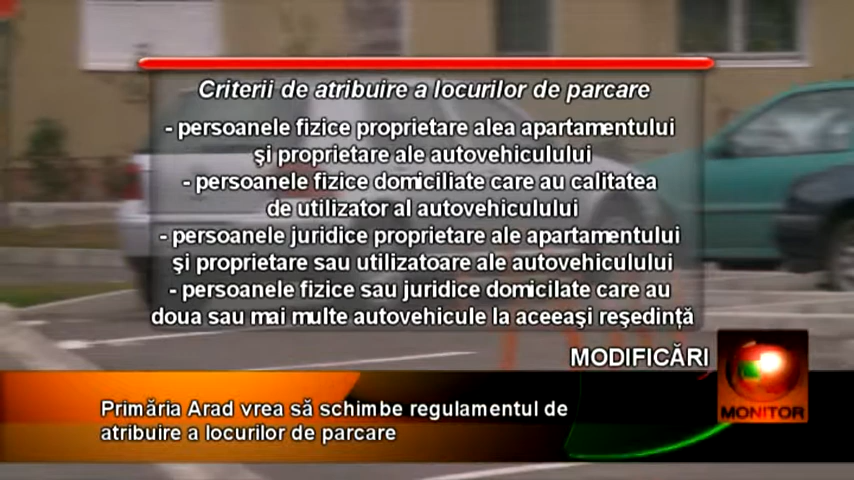 Criterii de atribuire a locurilor de parcare
- persoanele fizice proprietare alea apartamentului
şi proprietare ale autovehiculului
- persoanele fizice domiciliate care au calitatea
de utilizator al autovehiculului
- persoanele juridice proprietare ale apartamentului
şi proprietare sau utilizatoare ale autovehiculului
- persoanele fizice sau juridice domicilate care au
doua sau mai multe autovehicule la aceeaşi reşedinţă
MODIFICĂRI
MONITOR
Primăria Arad vrea să schimbe regulamentul de
atribuire a locurilor de parcare